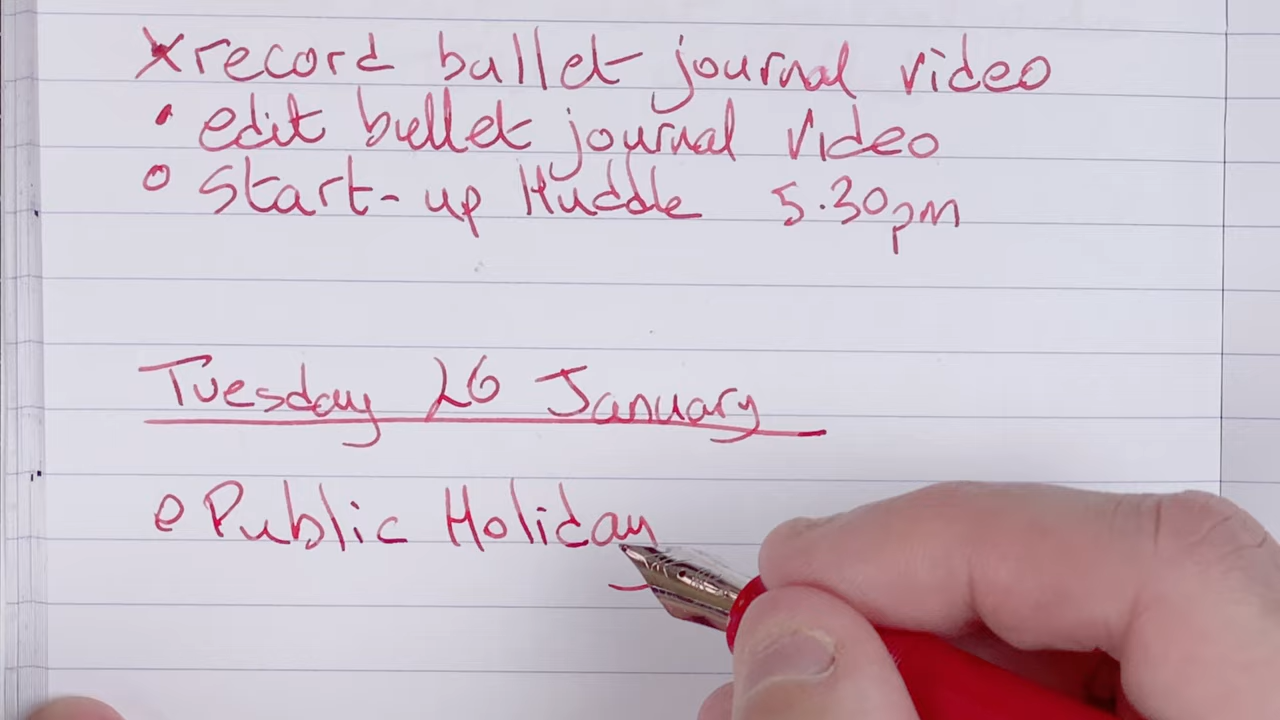 × record bullet journal video
• edit bullet journal video
○ Start-up Huddle 5.30pm
Tuesday 26 January
○ Public Holiday